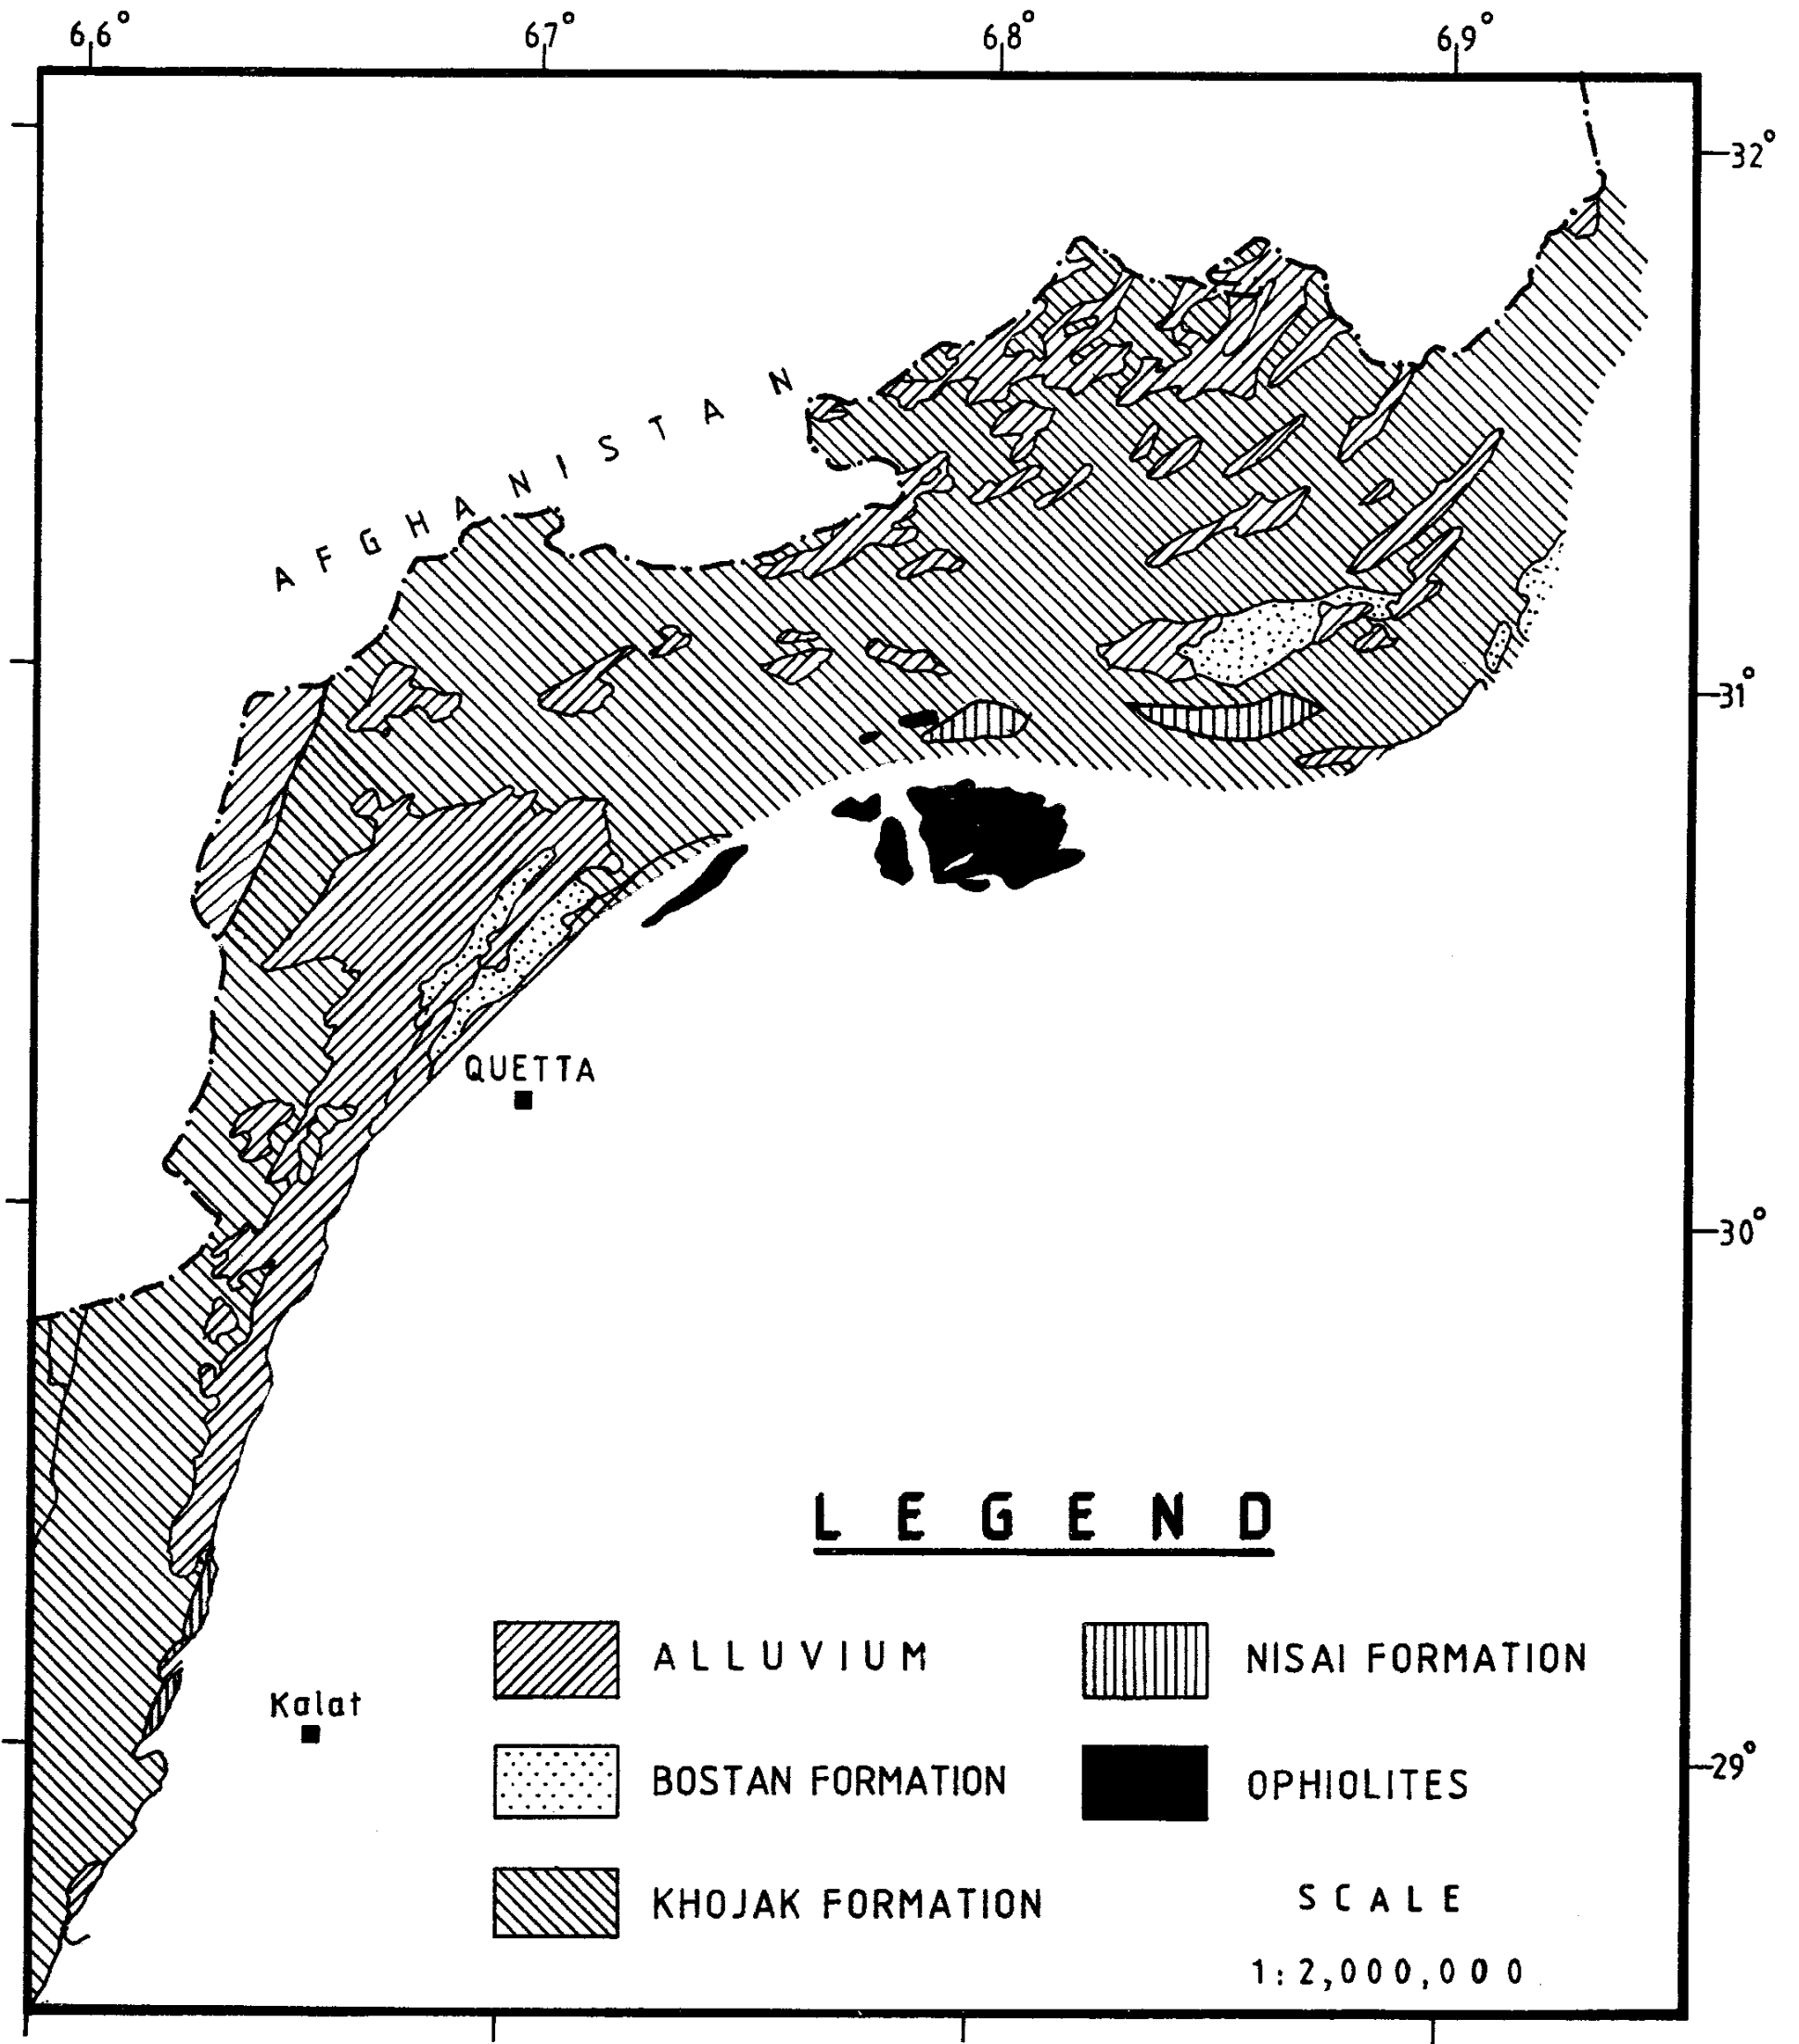 66° 67° 68° 69°
32°
AFGHANISTAN
31°
QUETTA
30°
LEGEND
ALLUVIUM
NISAI FORMATION
Kalat
BOSTAN FORMATION
OPHIOLITES
29°
KHOJAK FORMATION
SCALE
1:2,000,000